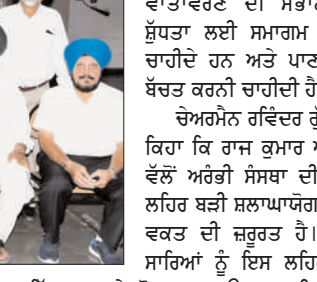 ਵਾਤਾਵਰਣ ਦੀ ਸੰਭਾਲ
ਸ਼ੁੱਧਤਾ ਲਈ ਸਮਾਗਮ
ਚਾਹੀਦੇ ਹਨ ਅਤੇ ਪਾਣ
ਬੱਚਤ ਕਰਨੀ ਚਾਹੀਦੀ ਹੈ
ਚੇਅਰਮੈਨ ਰਵਿੰਦਰ
ਕਿਹਾ ਕਿ ਰਾਜ ਕੁਮਾਰ
ਵੱਲੋਂ ਅਰੰਭੀ ਸੰਸਥਾ ਦੀ
ਲਹਿਰ ਬੜੀ ਸ਼ਲਾਘਾਯੋਗ
ਵਕਤ ਦੀ ਜ਼ਰੂਰਤ ਹੈ।
ਸਾਰਿਆਂ ਨੂੰ ਇਸ ਲਹਿ